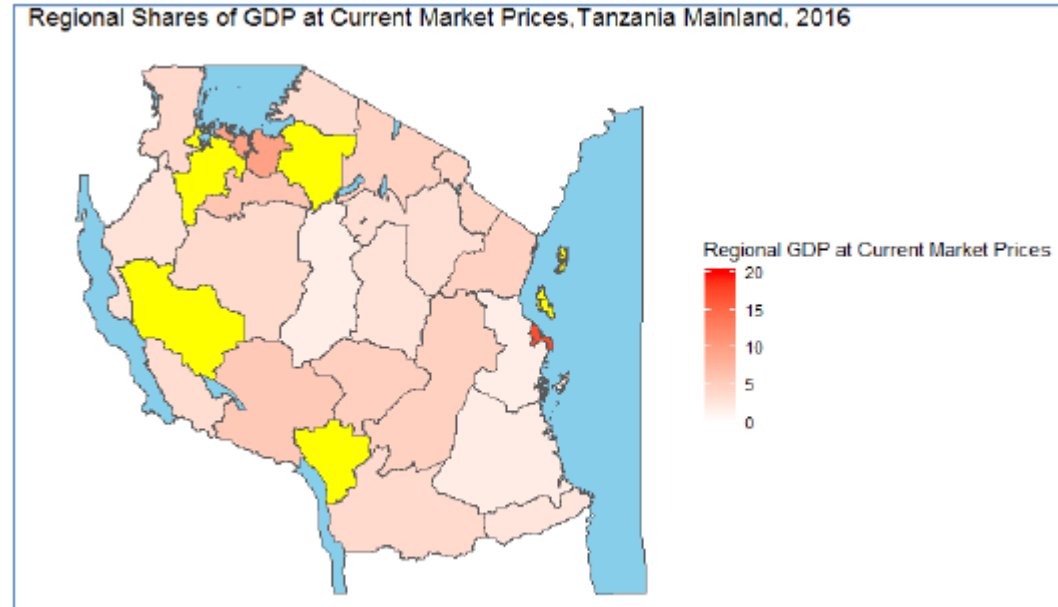 Regional Shares of GDP at Current Market Prices,Tanzania Mainland, 2016
Regional GDP at Current Market Prices
20
15
10
5
0